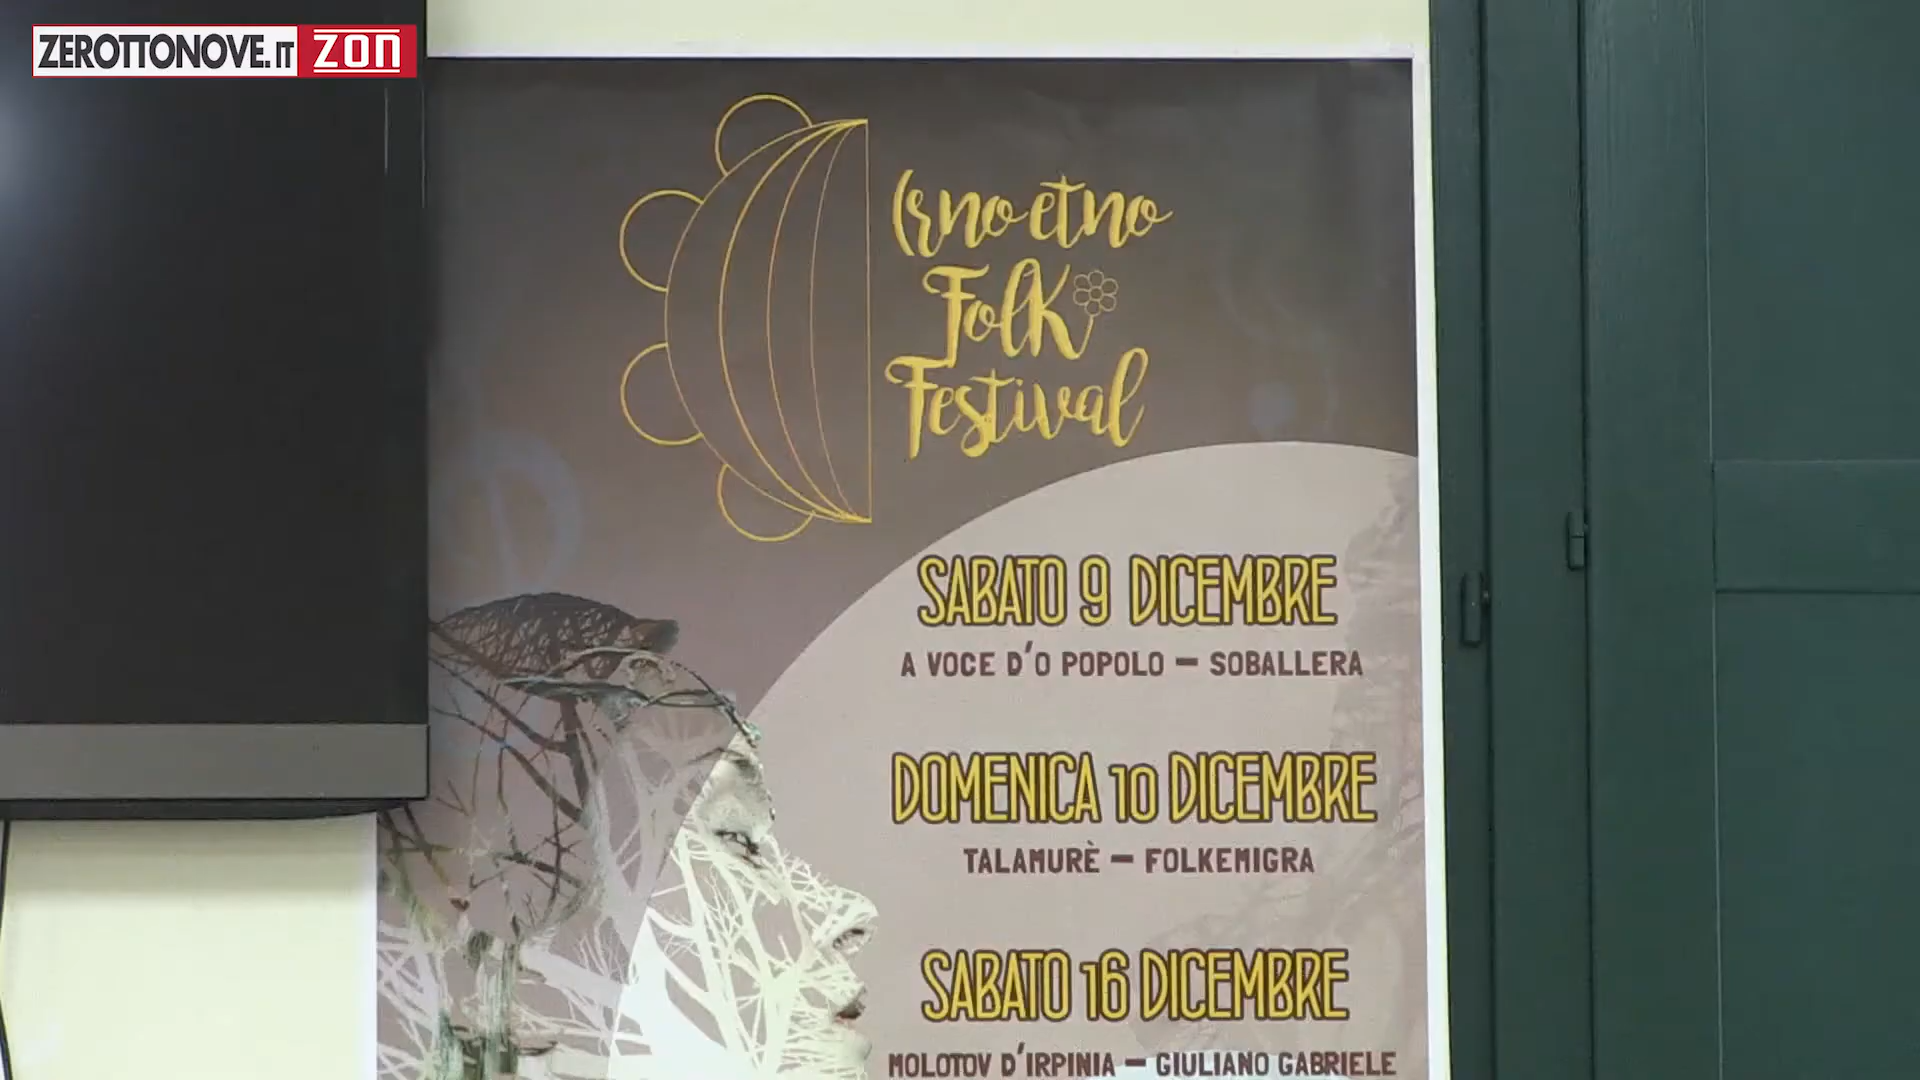 ZEROTTONOVE.IT ZON
Irno etno
Folk
Festival
SABATO 9 DICEMBRE
A VOCE D'O POPOLO – SOBALLERA
DOMENICA 10 DICEMBRE
TALAMURÈ – FOLKEMIGRA
SABATO 16 DICEMBRE
MOLOTOV D'IRPINIA – GIULIANO GABRIELE